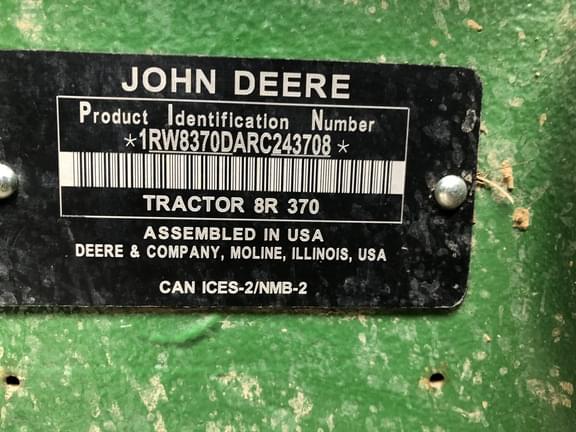 JOHN DEERE
Product Identification Number
*1RW8370DARC243708*
TRACTOR 8R 370
ASSEMBLED IN USA
DEERE & COMPANY, MOLINE, ILLINOIS, USA
CAN ICES-2/NMB-2